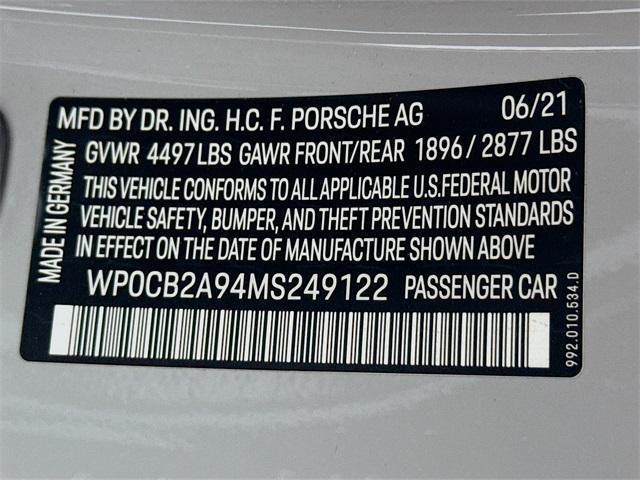 MFD BY DR. ING. H.C. F. PORSCHE AG 06/21
GVWR 4497 LBS GAWR FRONT/REAR 1896 / 2877 LBS
THIS VEHICLE CONFORMS TO ALL APPLICABLE U.S.FEDERAL MOTOR
VEHICLE SAFETY, BUMPER, AND THEFT PREVENTION STANDARDS
IN EFFECT ON THE DATE OF MANUFACTURE SHOWN ABOVE
WP0CB2A94MS249122 PASSENGER CAR
MADE IN GERMANY
992.010.534.D